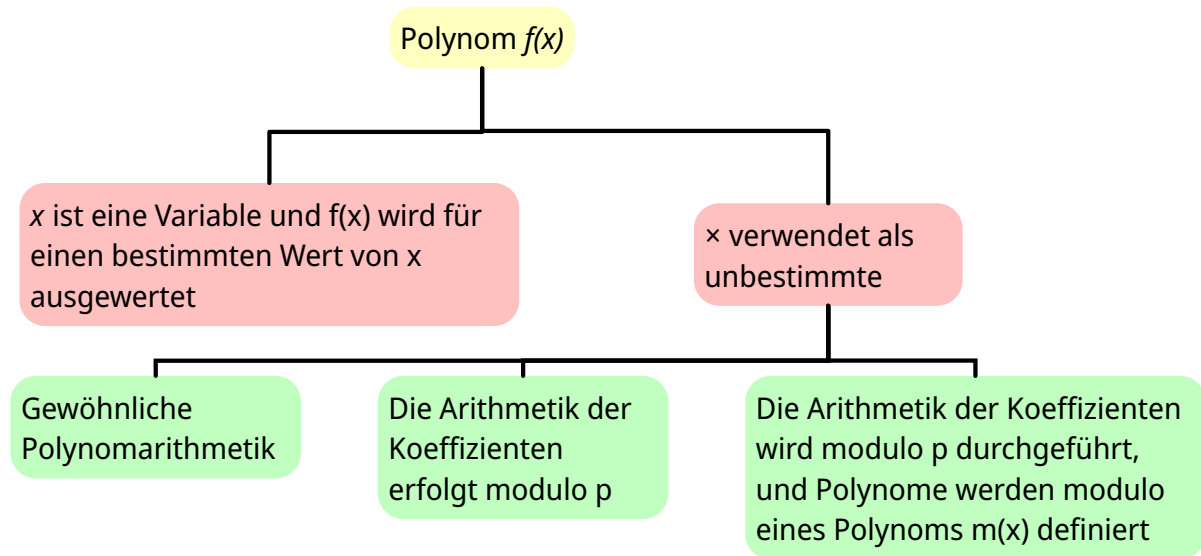 Polynom f(x)
x ist eine Variable und f(x) wird für
einen bestimmten Wert von x
ausgewertet
× verwendet als
unbestimmte
Gewöhnliche
Polynomarithmetik
Die Arithmetik der
Koeffizienten
erfolgt modulo p
Die Arithmetik der Koeffizienten
wird modulo p durchgeführt,
und Polynome werden modulo
eines Polynoms m(x) definiert